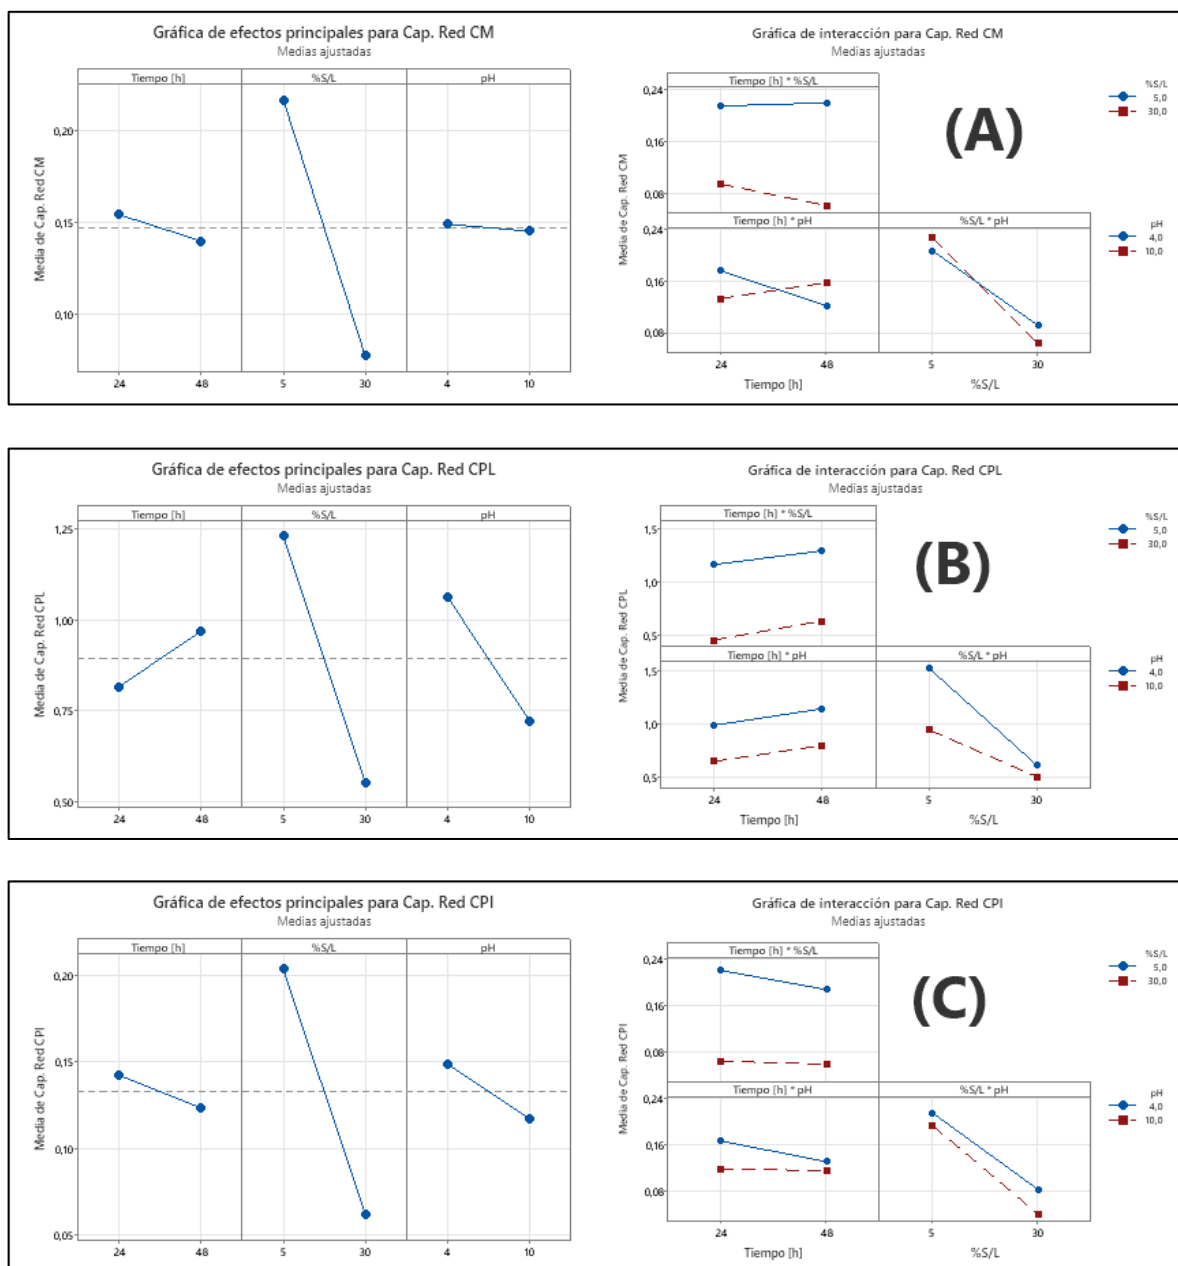 Gráfica de efectos principales para Cap. Red CM
Medias ajustadas
Tiempo [h] %S/L pH
Media de Cap. Red CM
0,20
0,15
0,10
24 48 5 30 4 10
Gráfica de interacción para Cap. Red CM
Medias ajustadas
Tiempo [h] * %S/L
0,24
0,16
0,08
(A)
%S/L
5,0
30,0
Media de Cap. Red CM
Tiempo [h] * pH %S/L * pH
0,24
0,16
0,08
pH
4,0
10,0
24 48 5 30
Tiempo [h] %S/L
Gráfica de efectos principales para Cap. Red CPL
Medias ajustadas
Tiempo [h] %S/L pH
Media de Cap. Red CPL
1,25
1,00
0,75
0,50
24 48 5 30 4 10
Gráfica de interacción para Cap. Red CPL
Medias ajustadas
Tiempo [h] * %S/L
1,5
1,0
0,5
(B)
%S/L
5,0
30,0
Media de Cap. Red CPL
Tiempo [h] * pH %S/L * pH
1,5
1,0
0,5
pH
4,0
10,0
24 48 5 30
Tiempo [h] %S/L
Gráfica de efectos principales para Cap. Red CPI
Medias ajustadas
Tiempo [h] %S/L pH
Media de Cap. Red CPI
0,20
0,15
0,10
0,05
24 48 5 30 4 10
Gráfica de interacción para Cap. Red CPI
Medias ajustadas
Tiempo [h] * %S/L
0,24
0,16
0,08
(C)
%S/L
5,0
30,0
Media de Cap. Red CPI
Tiempo [h] * pH %S/L * pH
0,24
0,16
0,08
pH
4,0
10,0
24 48 5 30
Tiempo [h] %S/L